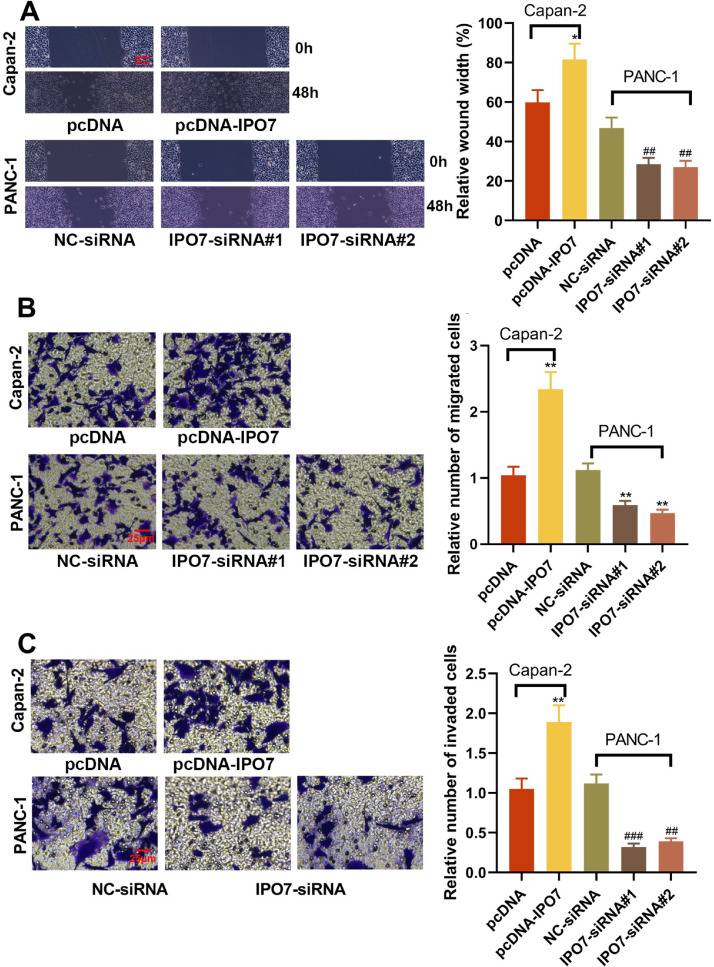 A
Capan-2
0h
48h
pcDNA
pcDNA-IPO7
PANC-1
0h
48h
NC-siRNA
IPO7-siRNA#1
IPO7-siRNA#2
Relative wound width (%)
100
80
60
40
20
0
Capan-2
*
PANC-1
##
##
pcDNA
pcDNA-IPO7
NC-siRNA
IPO7-siRNA#1
IPO7-siRNA#2
B
Capan-2
pcDNA
pcDNA-IPO7
PANC-1
25μm
NC-siRNA
IPO7-siRNA#1
IPO7-siRNA#2
Relative number of migrated cells
3
2
1
0
Capan-2
**
PANC-1
**
**
pcDNA
pcDNA-IPO7
NC-siRNA
IPO7-siRNA#1
IPO7-siRNA#2
C
Capan-2
pcDNA
pcDNA-IPO7
PANC-1
25μm
NC-siRNA
IPO7-siRNA
Relative number of invaded cells
2.5
2.0
1.5
1.0
0.5
0.0
Capan-2
**
PANC-1
###
##
pcDNA
pcDNA-IPO7
NC-siRNA
IPO7-siRNA#1
IPO7-siRNA#2